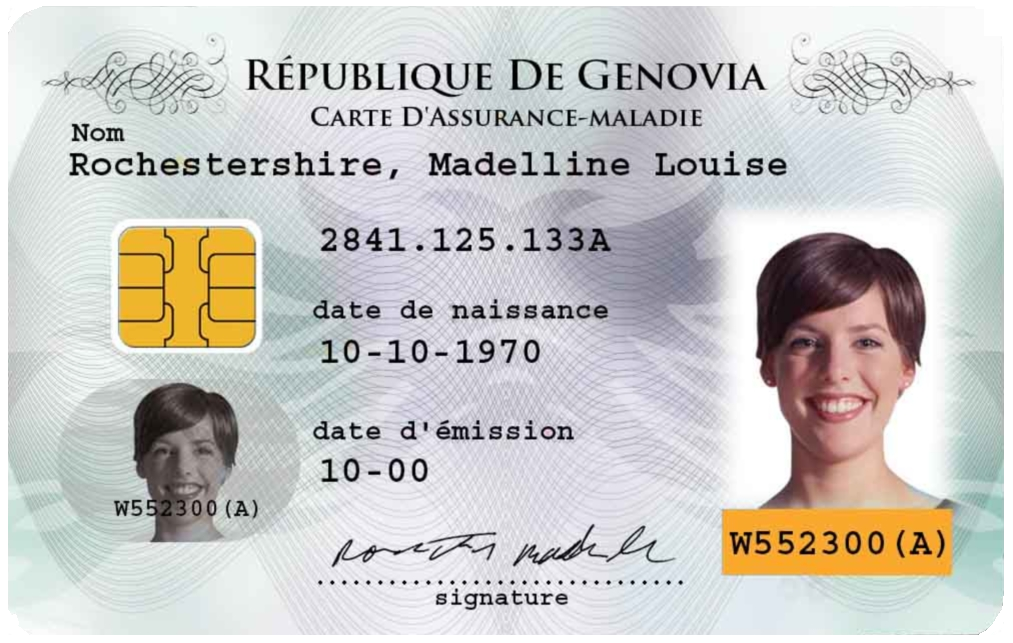 RÉPUBLIQUE DE GENOVIA
CARTE D'ASSURANCE-MALADIE
Nom
Rochestershire, Madelline Louise
2841.125.133A
date de naissance
10-10-1970
date d'émission
10-00
W552300(A)
W552300(A)
signature